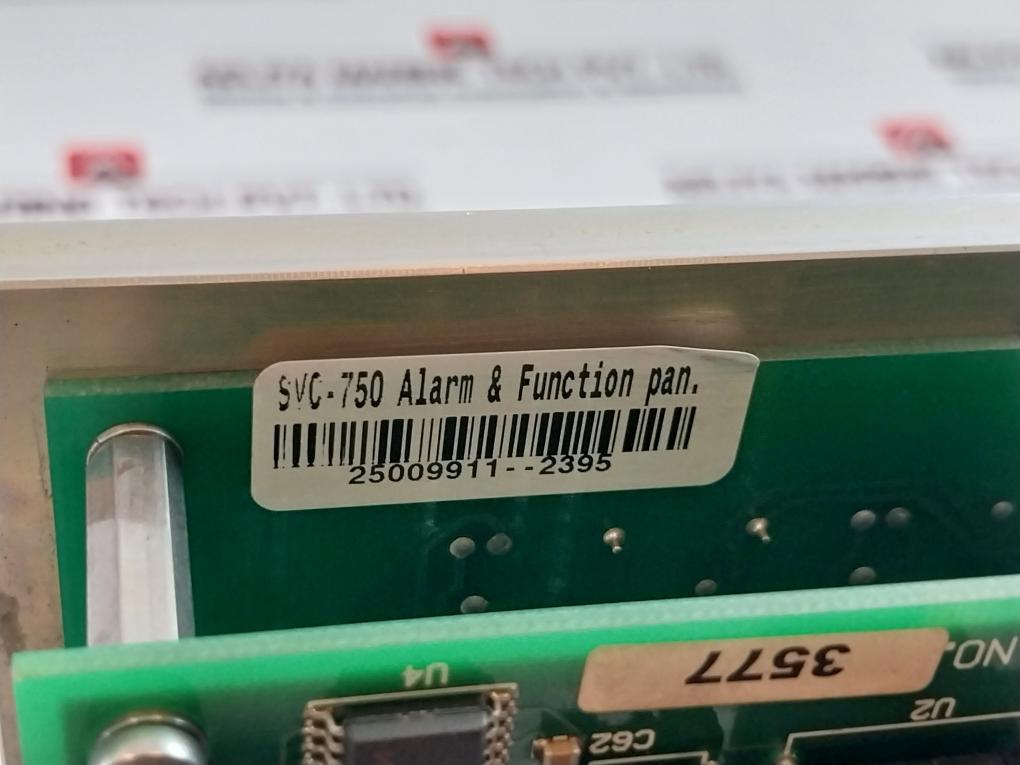 SVC-750 Alarm & Function pan.
25009911--2395
3577
NO.
U4
U2
C62